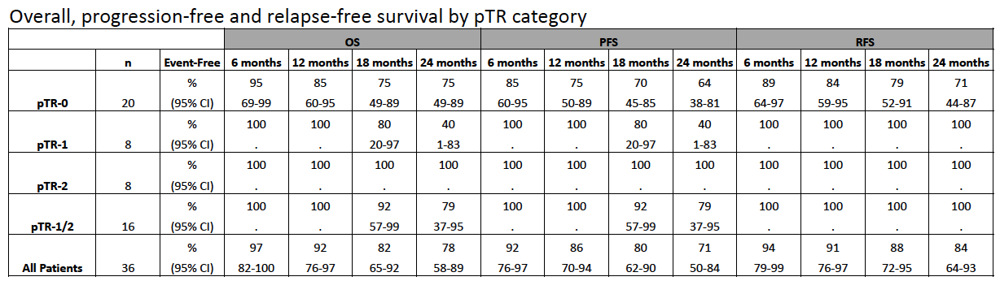 Overall, progression-free and relapse-free survival by pTR category
OS PFS RFS
n Event-Free 6 months 12 months 18 months 24 months 6 months 12 months 18 months 24 months 6 months 12 months 18 months 24 months
% 95 85 75 75 85 75 70 64 89 84 79 71
pTR-0 20 (95% CI) 69-99 60-95 49-89 49-89 60-95 50-89 45-85 38-81 64-97 59-95 52-91 44-87
% 100 100 80 40 100 100 80 40 100 100 100 100
pTR-1 8 (95% CI) . . 20-97 1-83 . . 20-97 1-83 . . . .
% 100 100 100 100 100 100 100 100 100 100 100 100
pTR-2 8 (95% CI) . . . . . . . . . . . .
% 100 100 92 79 100 100 92 79 100 100 100 100
pTR-1/2 16 (95% CI) . . 57-99 37-95 . . 57-99 37-95 . . . .
% 97 92 82 78 92 86 80 71 94 91 88 84
All Patients 36 (95% CI) 82-100 76-97 65-92 58-89 76-97 70-94 62-90 50-84 79-99 76-97 72-95 64-93